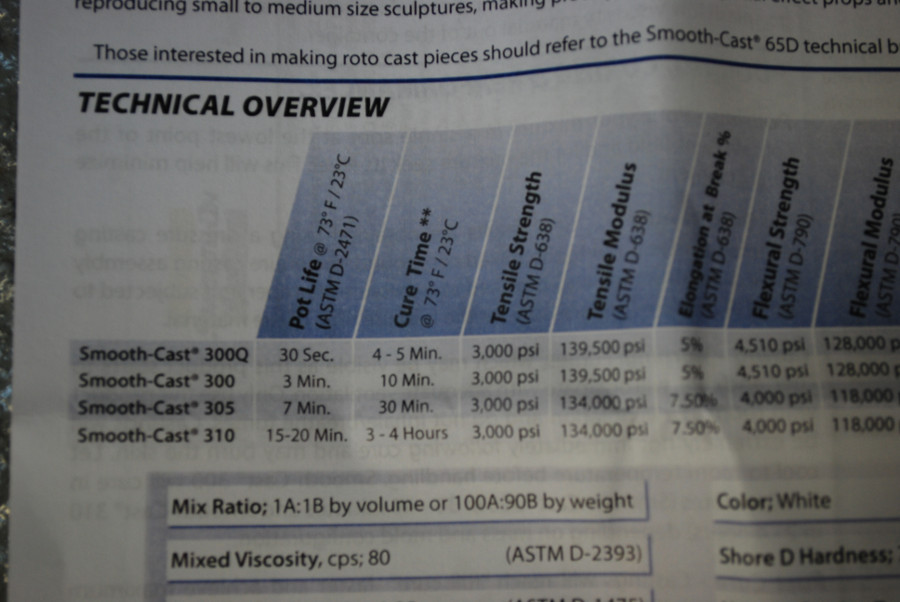 reproducing small to medium size sculptures, making
Those interested in making roto cast pieces should refer to the Smooth-Cast® 65D technical
TECHNICAL OVERVIEW
Pot Life @ 73° F / 23°C
(ASTM D-2471)
Cure Time **
@ 73° F / 23°C
Tensile Strength
(ASTM D-638)
Tensile Modulus
(ASTM D-638)
Elongation at Break %
(ASTM D-638)
Flexural Strength
(ASTM D-790)
Flexural Modulus
(ASTM D-790
Smooth-Cast® 300Q 30 Sec. 4 - 5 Min. 3,000 psi 139,500 psi 5% 4,510 psi 128,000 p
Smooth-Cast® 300 3 Min. 10 Min. 3,000 psi 139,500 psi 5% 4,510 psi 128,000 p
Smooth-Cast® 305 7 Min. 30 Min. 3,000 psi 134,000 psi 7.50% 4,000 psi 118,000
Smooth-Cast® 310 15-20 Min. 3 - 4 Hours 3,000 psi 134,000 psi 7.50% 4,000 psi 118,000
Mix Ratio; 1A:1B by volume or 100A:90B by weight
Color; White
Mixed Viscosity, cps; 80 (ASTM D-2393)
Shore D Hardness;